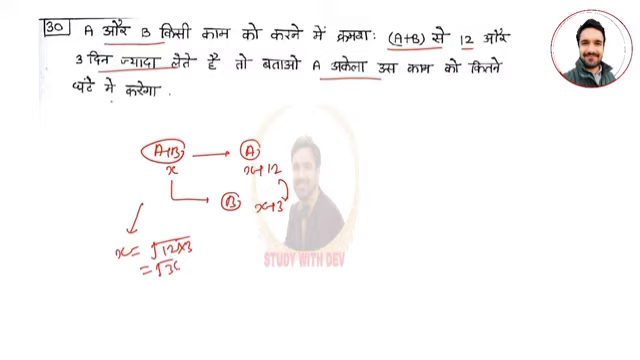 30 A और B किसी काम को करने में क्रमशः (A+B) से 12 और
3 दिन ज्यादा लेते है तो बताओ A अकेला उस काम को कितने
घंटे मे करेगा.
A+B → A
x x+12
B x+3
x = √12×3
= √36
STUDY WITH DEV